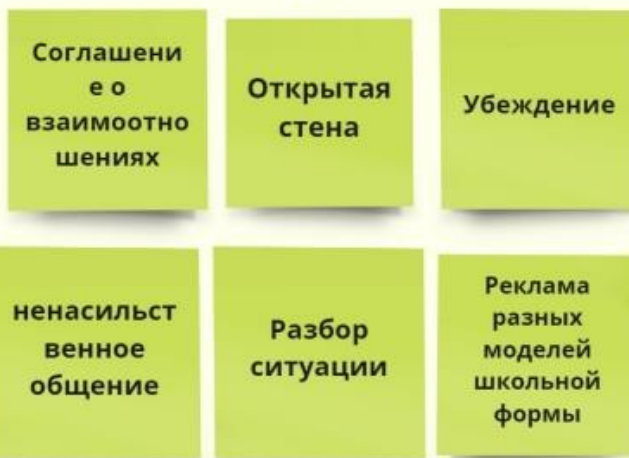 Соглашени
е о
взаимоотно
шениях
Открытая
стена
Убеждение
ненасильст
венное
общение
Разбор
ситуации
Реклама
разных
моделей
школьной
формы